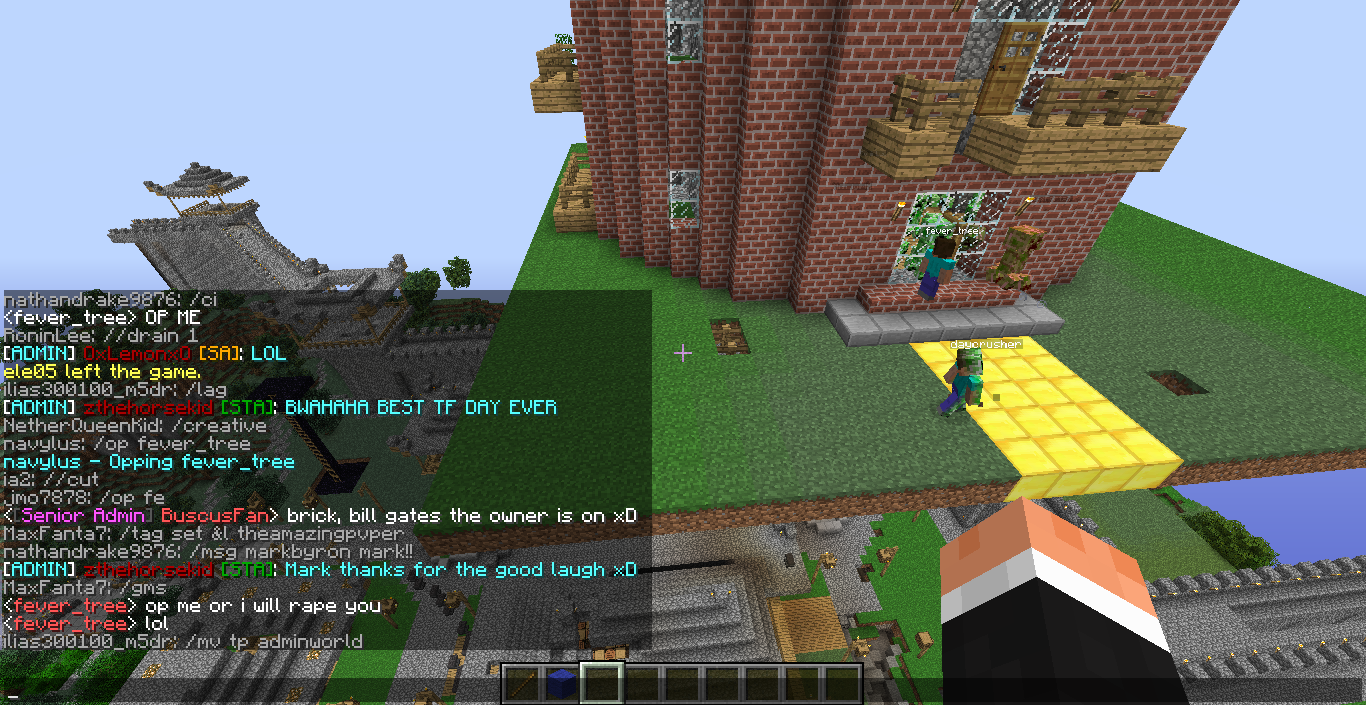 fever_tree
daycrusher
nathandrake9876: /ci
<fever_tree> OP ME
RoninLee: //drain 1
[ADMIN] 0xLemonx0 [SA]: LOL
ele05 left the game.
ilias300100_m5dr: /lag
[ADMIN] zthehorsekid [STA]: BWAHAHA BEST TF DAY EVER
NetherQueenKid: /creative
navylus: /op fever_tree
navylus - Opping fever_tree
ia2: //cut
jmo7878: /op fe
<[Senior Admin] BuscusFan> brick, bill gates the owner is on xD
MaxFanta7: /tag set &l theamazingpvper
nathandrake9876: /msg markbyron mark!!
[ADMIN] zthehorsekid [STA]: Mark thanks for the good laugh xD
MaxFanta7: /gms
<fever_tree> op me or i will rape you
<fever_tree> lol
ilias300100_m5dr: /mv tp adminworld
_